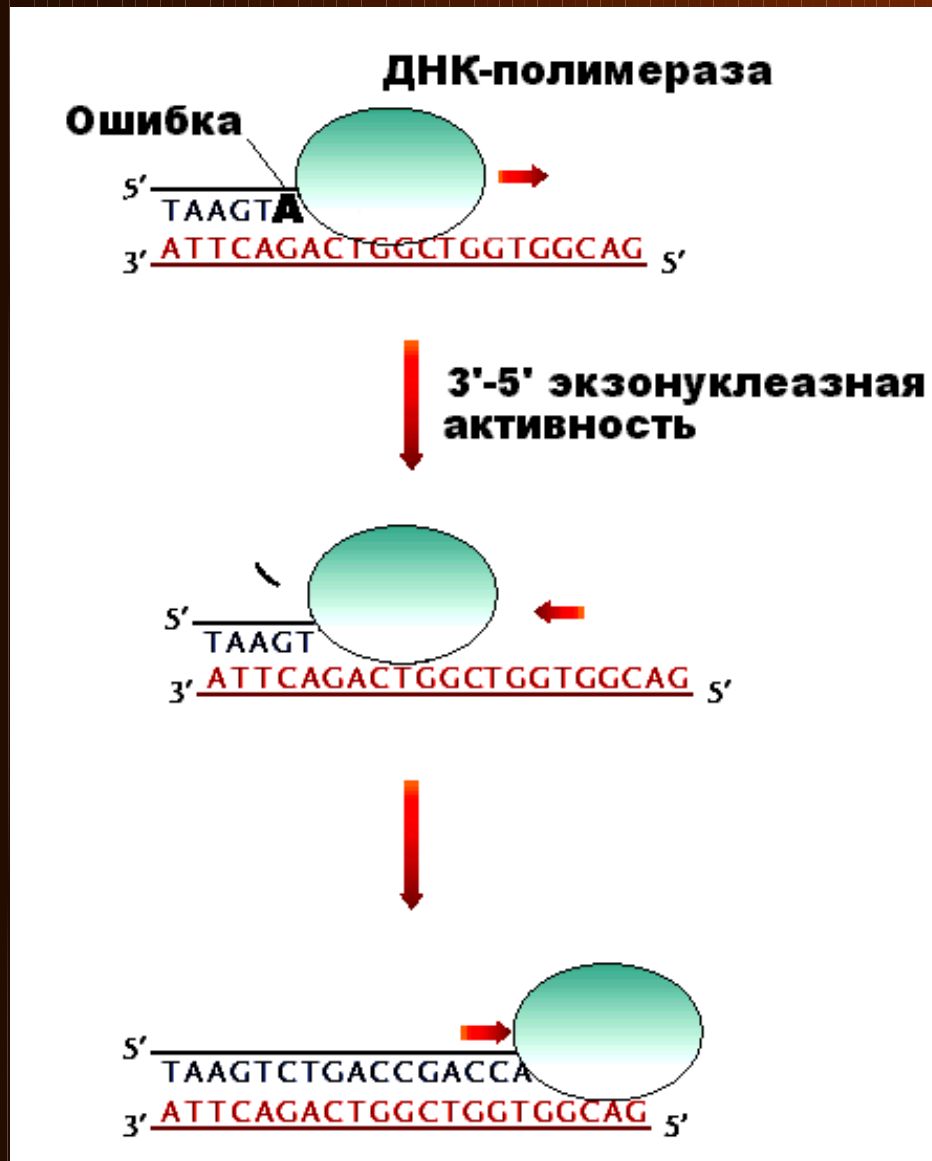 ДНК-полимераза
Ошибка
5′
TAAGTA
3′ ATTCAGACTGGCTGGTGGCAG 5′
3'-5' экзонуклеазная
активность
5′
TAAGT
3′ ATTCAGACTGGCTGGTGGCAG 5′
5′
TAAGTCTGACCGACCA
3′ ATTCAGACTGGCTGGTGGCAG 5′